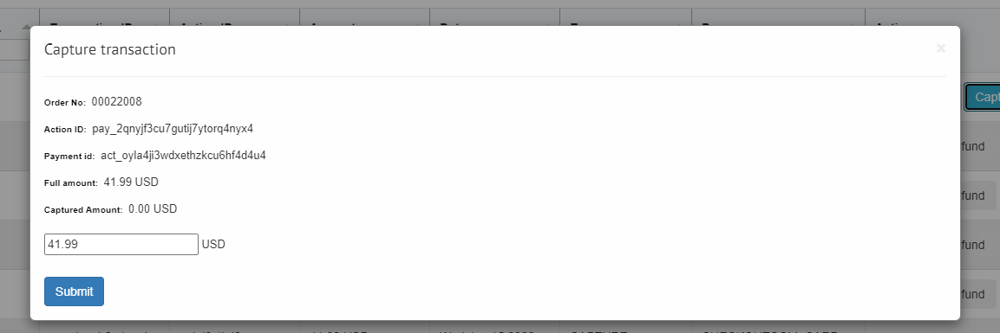 Capture transaction
×
Order No: 00022008
Action ID: pay_2qnyjf3cu7gutij7ytorq4nyx4
Payment id: act_oyla4ji3wdxethzkcu6hf4d4u4
Full amount: 41.99 USD
Captured Amount: 0.00 USD
41.99 USD
Submit
Capt
fund
fund
fund
fund